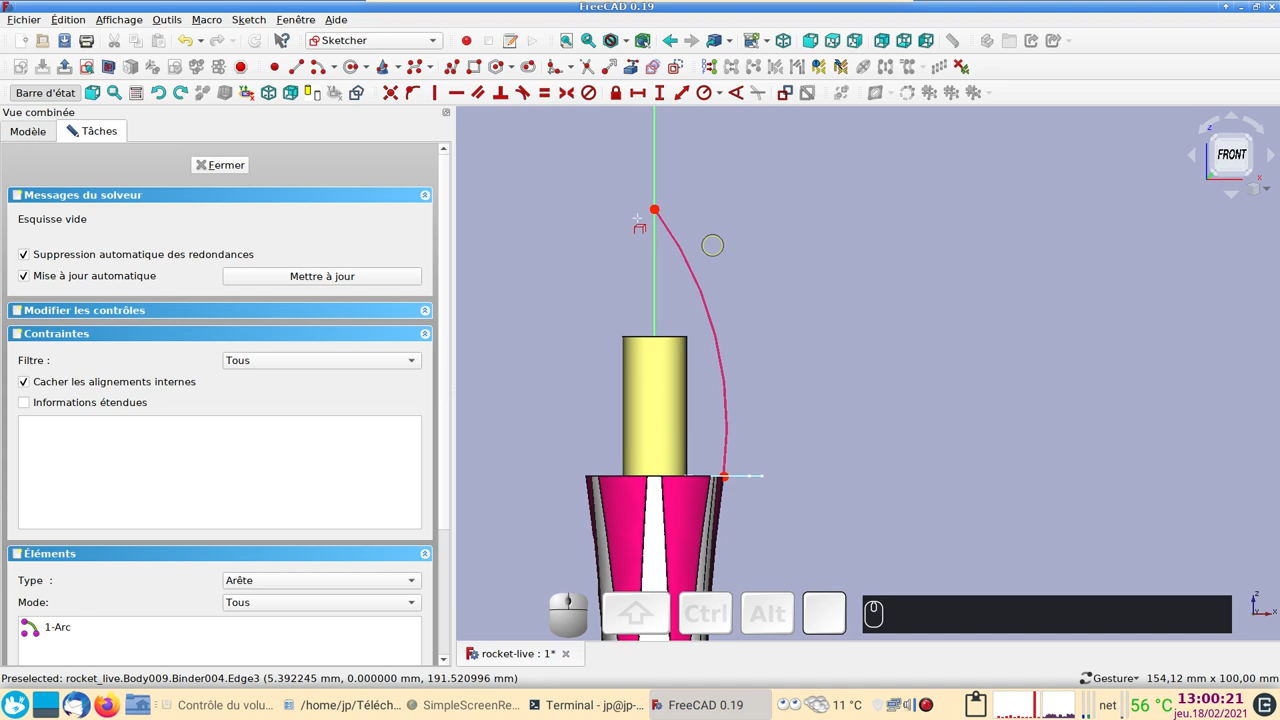 FreeCAD 0.19
Fichier Édition Affichage Outils Macro Sketch Fenêtre Aide
Sketcher
Barre d'état
Vue combinée
Modèle Tâches
Fermer
Messages du solveur
Esquisse vide
Suppression automatique des redondances
Mise à jour automatique Mettre à jour
Modifier les contrôles
Contraintes
Filtre : Tous
Cacher les alignements internes
Informations étendues
Éléments
Type : Arête
Mode: Tous
1-Arc
FRONT
z
x
Ctrl Alt
z
x
rocket-live : 1*
Preselected: rocket_live.Body009.Binder004.Edge3 (5.392245 mm, 0.000000 mm, 191.520996 mm) Gesture 154,12 mm x 100,00 mm
Contrôle du volu... /home/jp/Téléch... SimpleScreenRe... Terminal - jp@jp-... FreeCAD 0.19 11 °C net 56 °C 13:00:21
jeu.18/02/2021